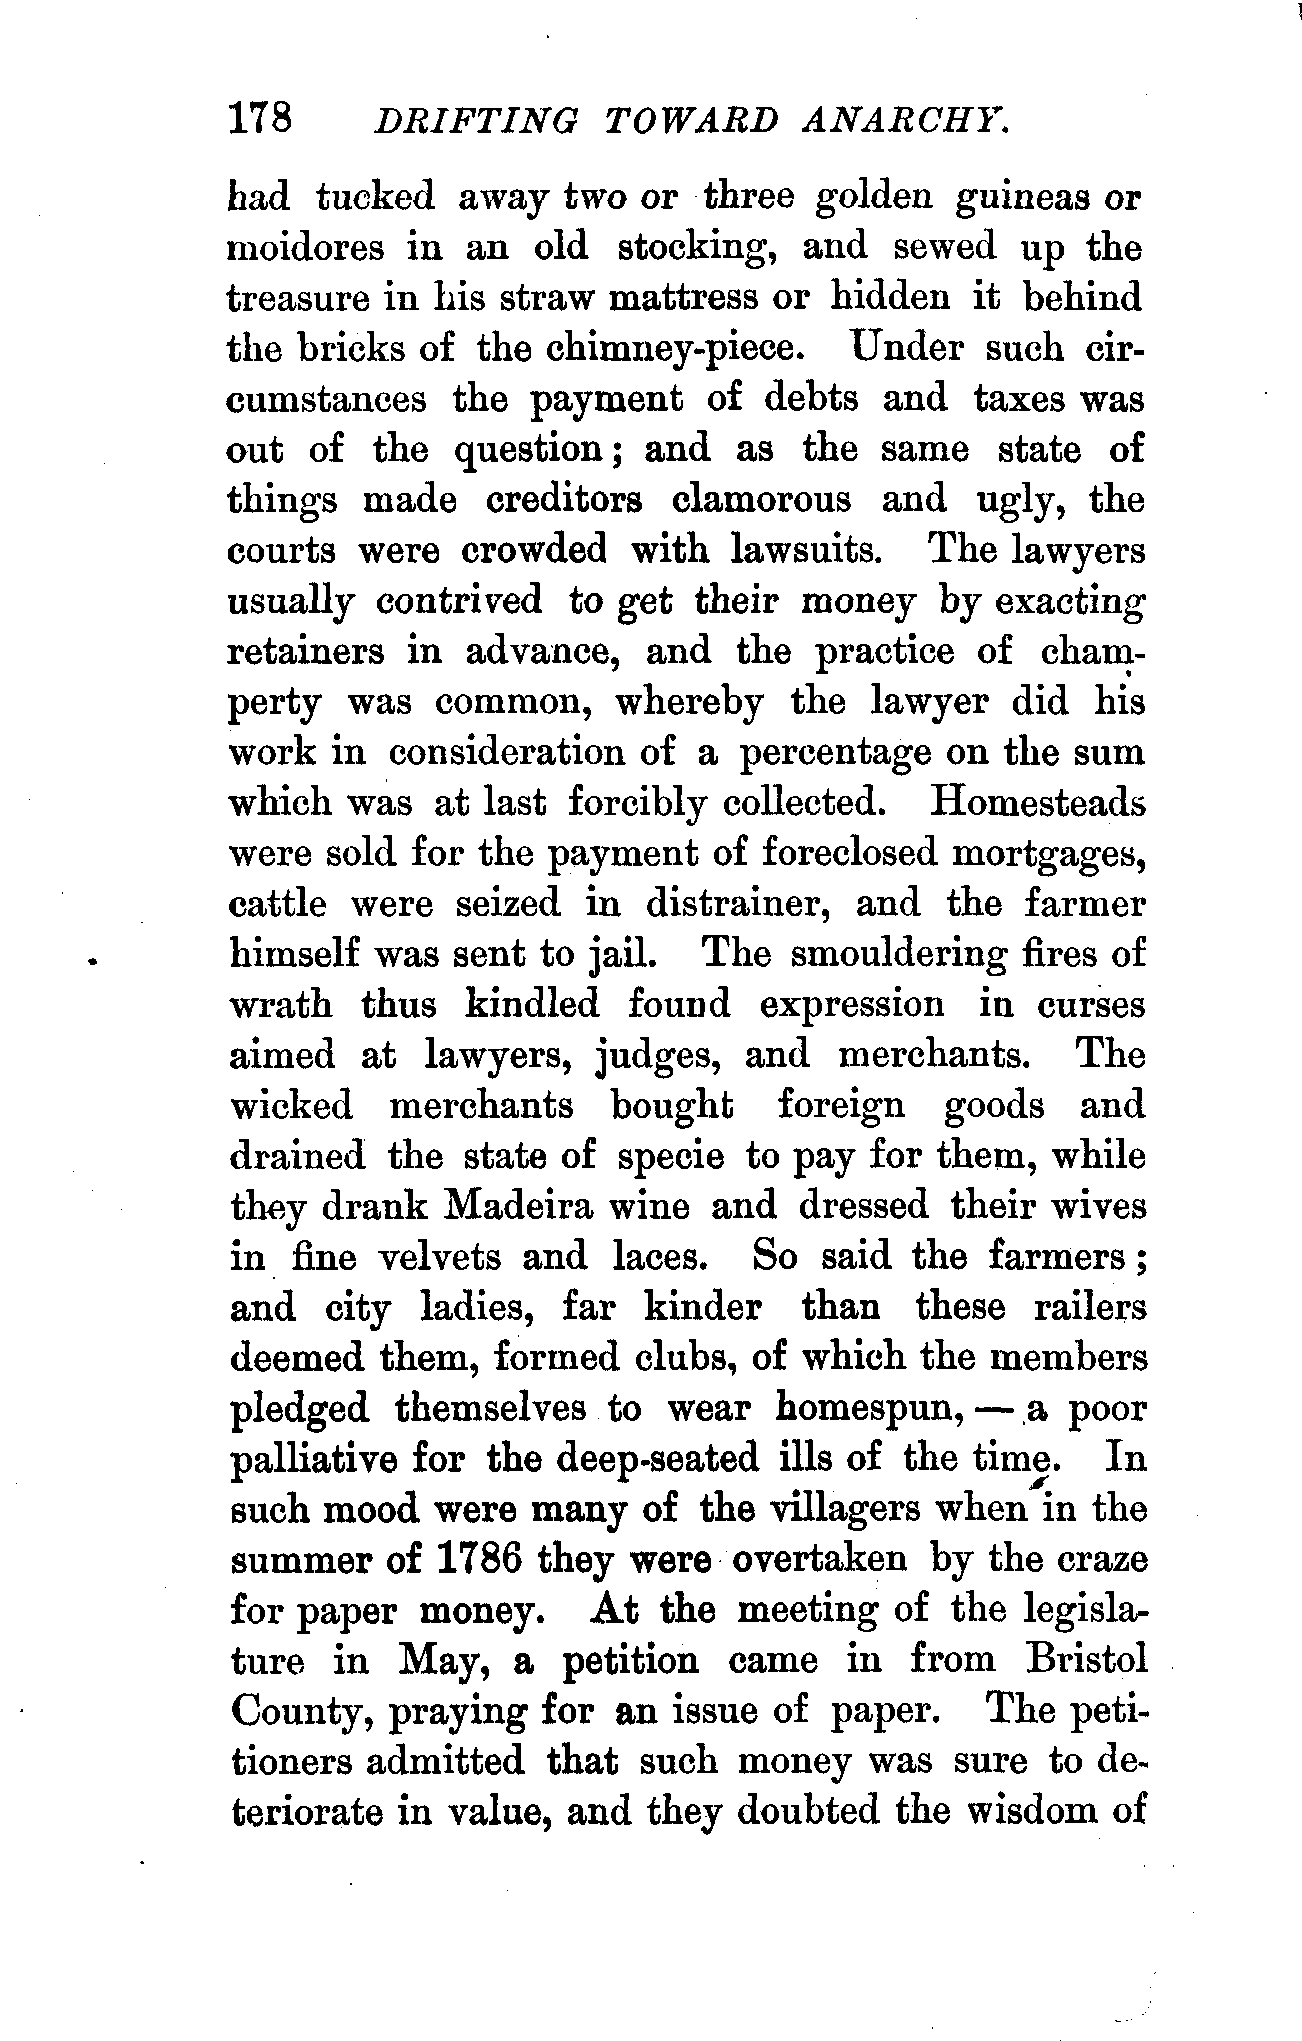 178 DRIFTING TOWARD ANARCHY.
had tucked away two or three golden guineas or
moidores in an old stocking, and sewed up the
treasure in his straw mattress or hidden it behind
the bricks of the chimney-piece. Under such cir-
cumstances the payment of debts and taxes was
out of the question; and as the same state of
things made creditors clamorous and ugly, the
courts were crowded with lawsuits. The lawyers
usually contrived to get their money by exacting
retainers in advance, and the practice of cham-
perty was common, whereby the lawyer did his
work in consideration of a percentage on the sum
which was at last forcibly collected. Homesteads
were sold for the payment of foreclosed mortgages,
cattle were seized in distrainer, and the farmer
himself was sent to jail. The smouldering fires of
wrath thus kindled found expression in curses
aimed at lawyers, judges, and merchants. The
wicked merchants bought foreign goods and
drained the state of specie to pay for them, while
they drank Madeira wine and dressed their wives
in fine velvets and laces. So said the farmers;
and city ladies, far kinder than these railers
deemed them, formed clubs, of which the members
pledged themselves to wear homespun, — a poor
palliative for the deep-seated ills of the time. In
such mood were many of the villagers when in the
summer of 1786 they were overtaken by the craze
for paper money. At the meeting of the legisla-
ture in May, a petition came in from Bristol
County, praying for an issue of paper. The peti-
tioners admitted that such money was sure to de-
teriorate in value, and they doubted the wisdom of